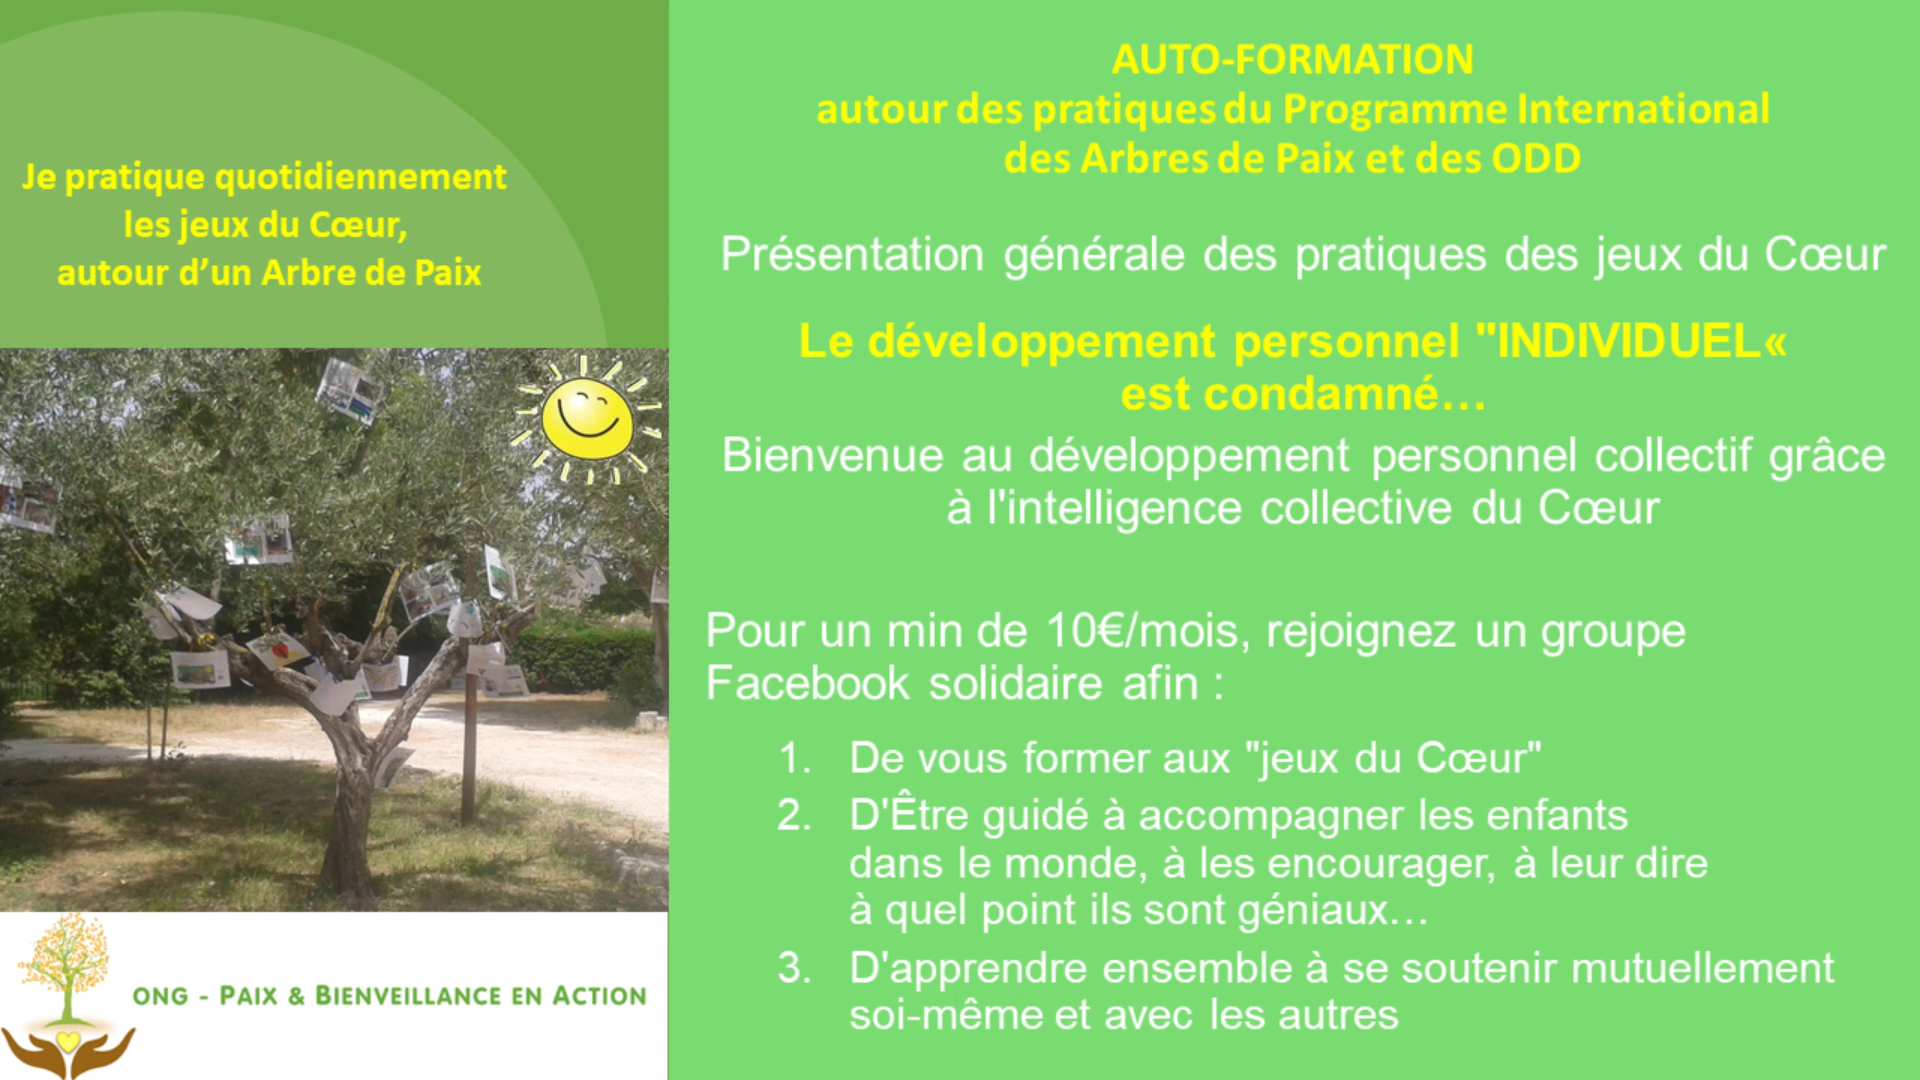 Je pratique quotidiennement
les jeux du Cœur,
autour d’un Arbre de Paix
ONG - PAIX & BIENVEILLANCE EN ACTION
AUTO-FORMATION
autour des pratiques du Programme International
des Arbres de Paix et des ODD
Présentation générale des pratiques des jeux du Cœur
Le développement personnel "INDIVIDUEL«
est condamné…
Bienvenue au développement personnel collectif grâce
à l'intelligence collective du Cœur
Pour un min de 10€/mois, rejoignez un groupe
Facebook solidaire afin :
1. De vous former aux "jeux du Cœur"
2. D'Être guidé à accompagner les enfants
dans le monde, à les encourager, à leur dire
à quel point ils sont géniaux…
3. D'apprendre ensemble à se soutenir mutuellement
soi-même et avec les autres